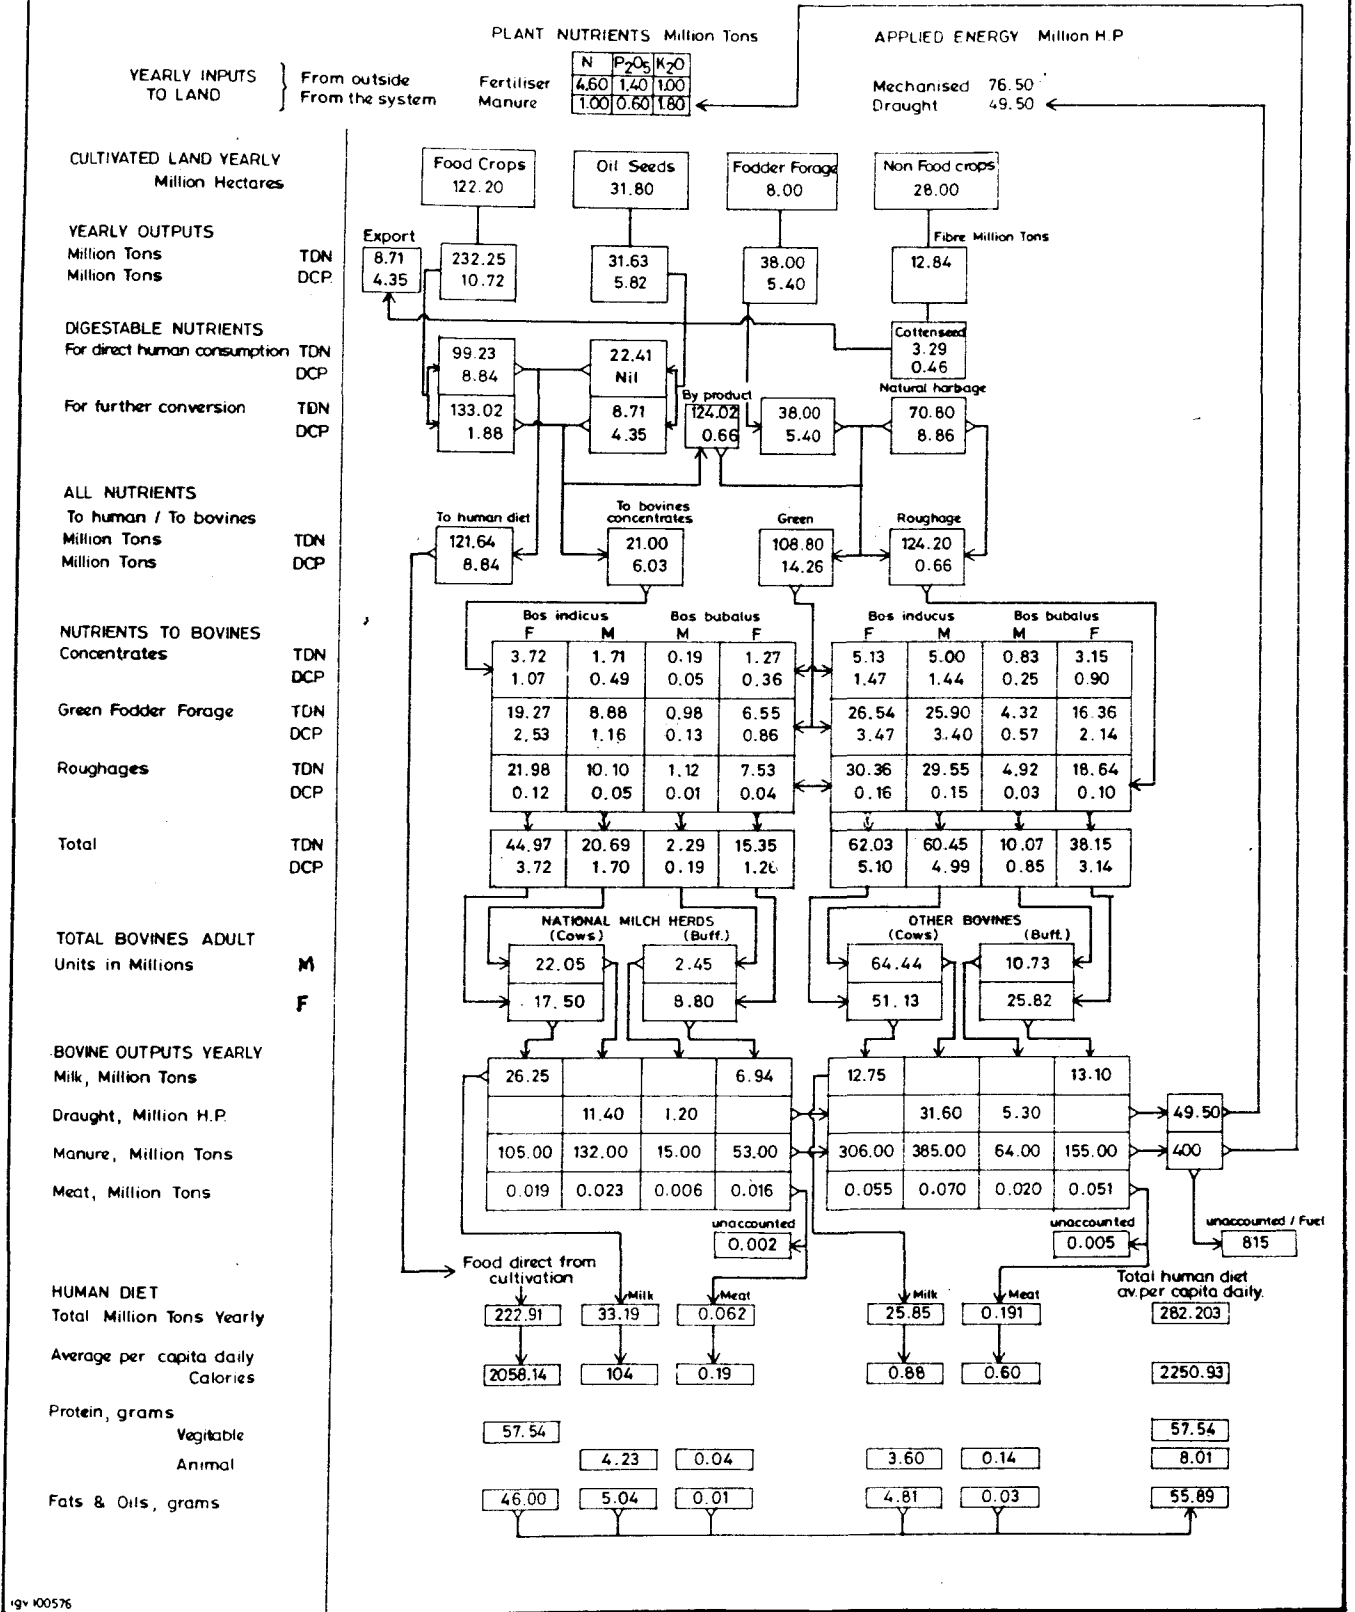 PLANT NUTRIENTS Million Tons
APPLIED ENERGY Million H.P
YEARLY INPUTS TO LAND
From outside
From the system
N P2O5 K2O
Fertiliser 4.60 1.40 1.00
Manure 1.00 0.60 1.80
Mechanised 76.50
Draught 49.50
CULTIVATED LAND YEARLY
Million Hectares
Food Crops 122.20
Oil Seeds 31.80
Fodder Forage 8.00
Non Food crops 28.00
YEARLY OUTPUTS
Export
Fibre Million Tons
Million Tons TDN 8.71 232.25 31.63 38.00 12.84
Million Tons DCP. 4.35 10.72 5.82 5.40
DIGESTABLE NUTRIENTS
Cottenseed 3.29 0.46
For direct human consumption TDN 99.23 22.41
DCP 8.84 Nil
By product
Natural harbage
For further conversion TDN 133.02 8.71 124.02 38.00 70.80
DCP 1.88 4.35 0.66 5.40 8.86
ALL NUTRIENTS
To human / To bovines
To human diet
To bovines concentrates
Green
Roughage
Million Tons TDN 121.64 21.00 108.80 124.20
Million Tons DCP 8.84 6.03 14.26 0.66
Bos indicus Bos bubalus Bos inducus Bos bubalus
NUTRIENTS TO BOVINES F M M F F M M F
Concentrates TDN 3.72 1.71 0.19 1.27 5.13 5.00 0.83 3.15
DCP 1.07 0.49 0.05 0.36 1.47 1.44 0.25 0.90
Green Fodder Forage TDN 19.27 8.88 0.98 6.55 26.54 25.90 4.32 16.36
DCP 2.53 1.16 0.13 0.86 3.47 3.40 0.57 2.14
Roughages TDN 21.98 10.10 1.12 7.53 30.36 29.55 4.92 18.64
DCP 0.12 0.05 0.01 0.04 0.16 0.15 0.03 0.10
Total TDN 44.97 20.69 2.29 15.35 62.03 60.45 10.07 38.15
DCP 3.72 1.70 0.19 1.26 5.10 4.99 0.85 3.14
NATIONAL MILCH HERDS OTHER BOVINES
TOTAL BOVINES ADULT (Cows) (Buff.) (Cows) (Buff.)
Units in Millions M 22.05 2.45 64.44 10.73
F 17.50 8.80 51.13 25.82
BOVINE OUTPUTS YEARLY
Milk, Million Tons 26.25 6.94 12.75 13.10
Draught, Million H.P. 11.40 1.20 31.60 5.30 49.50
Manure, Million Tons 105.00 132.00 15.00 53.00 306.00 385.00 64.00 155.00 400
Meat, Million Tons 0.019 0.023 0.006 0.016 0.055 0.070 0.020 0.051
unaccounted 0.002
unaccounted 0.005
unaccounted / Fuel 815
Food direct from cultivation
Total human diet av. per capita daily.
HUMAN DIET
Milk Meat Milk Meat
Total Million Tons Yearly 222.91 33.19 0.062 25.85 0.191 282.203
Average per capita daily
Calories 2058.14 104 0.19 0.88 0.60 2250.93
Protein, grams
Vegitable 57.54 57.54
Animal 4.23 0.04 3.60 0.14 8.01
Fats & Oils, grams 46.00 5.04 0.01 4.81 0.03 55.89
igv 100576